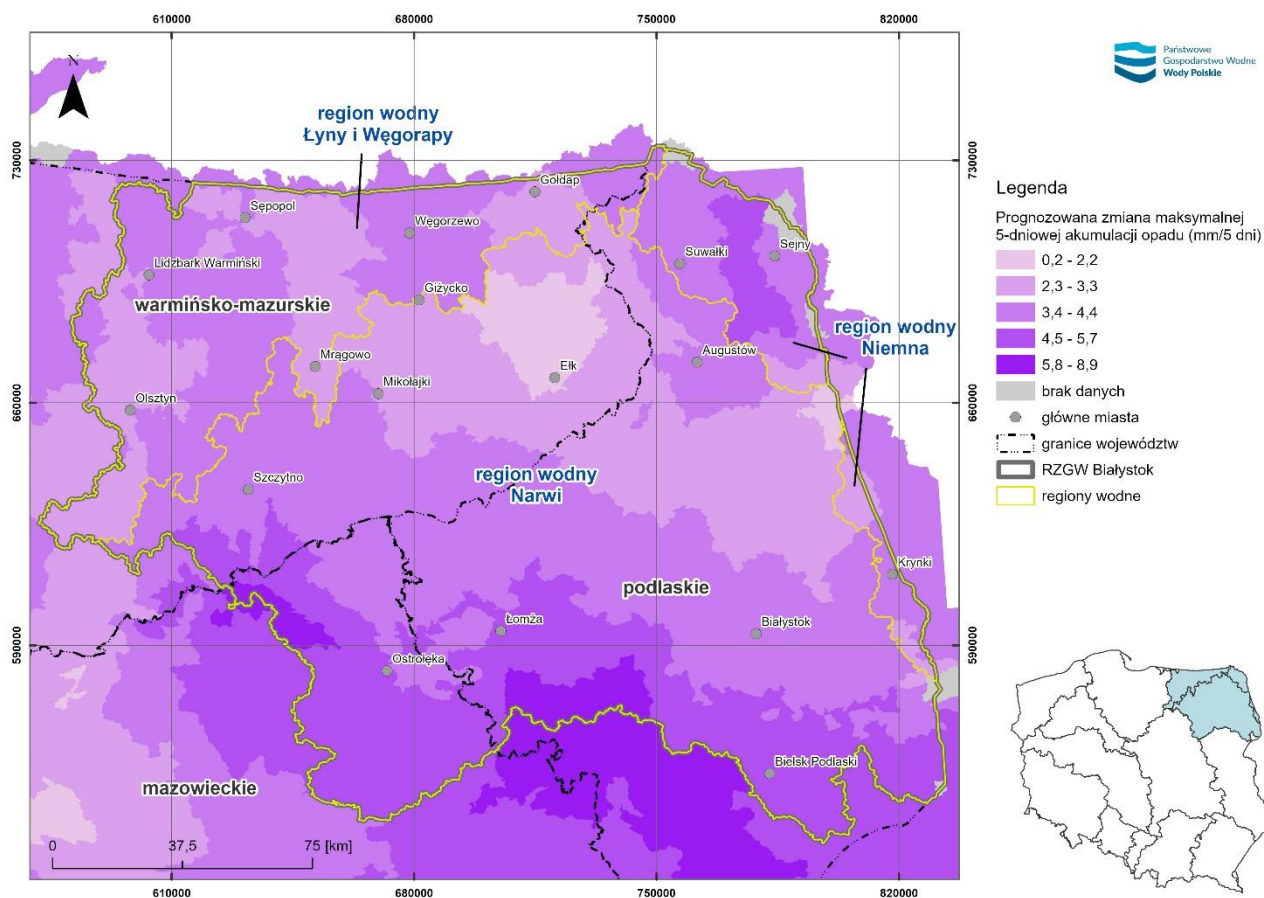 610000
680000
750000
820000
N
Państwowe
Gospodarstwo Wodne
Wody Polskie
region wodny
Łyny i Węgorapy
730000
730000
Gołdap
Sępopol
Węgorzewo
Lidzbark Warmiński
Suwałki
Sejny
warmińsko-mazurskie
Giżycko
region wodny
Niemna
Mrągowo
Mikołajki
Ełk
Augustów
Olsztyn
660000
660000
Szczytno
region wodny
Narwi
Krynki
podlaskie
Łomża
Białystok
590000
590000
Ostrołęka
Bielsk Podlaski
mazowieckie
0
37,5
75 [km]
610000
680000
750000
820000
Legenda
Prognozowana zmiana maksymalnej
5-dniowej akumulacji opadu (mm/5 dni)
0,2 - 2,2
2,3 - 3,3
3,4 - 4,4
4,5 - 5,7
5,8 - 8,9
brak danych
główne miasta
granice województw
RZGW Białystok
regiony wodne